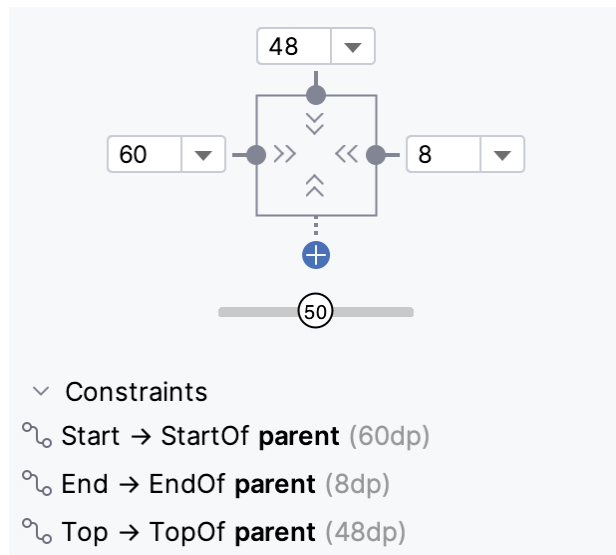 48
60
8
50
Constraints
Start → StartOf parent (60dp)
End → EndOf parent (8dp)
Top → TopOf parent (48dp)